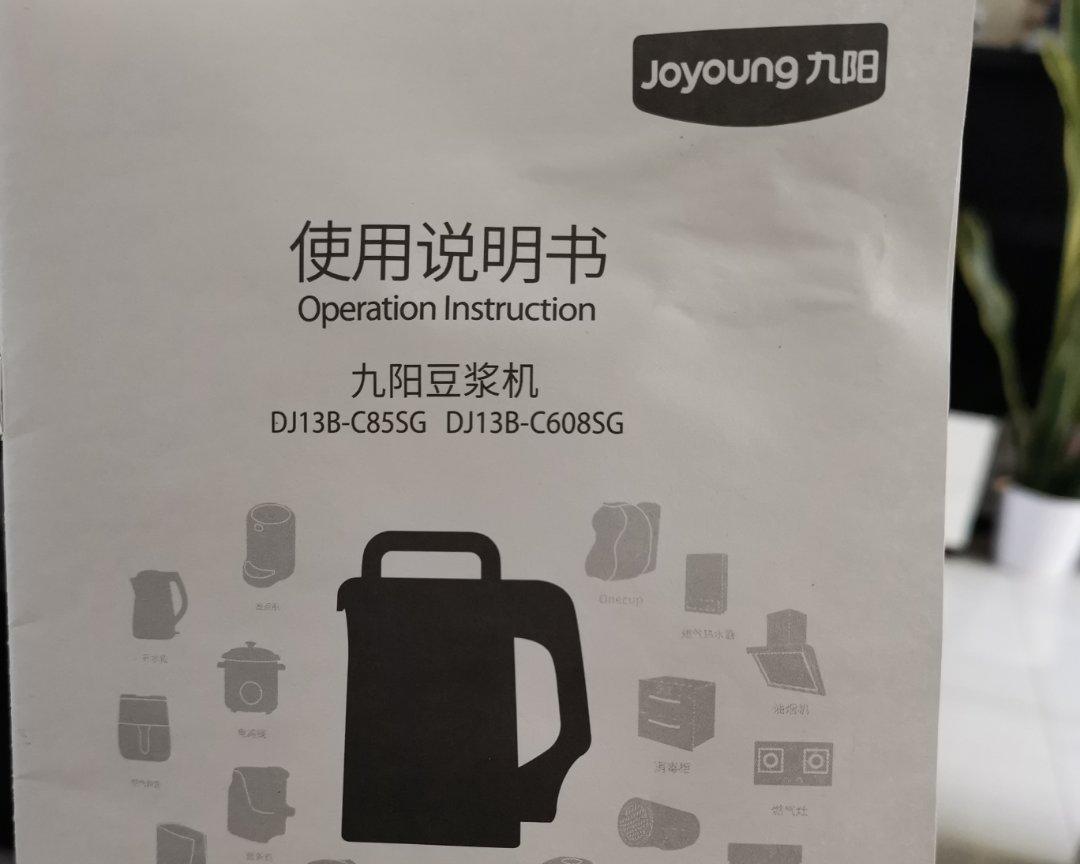 Joyoung 九阳
使用说明书
Operation Instruction
九阳豆浆机
DJ13B-C85SG DJ13B-C608SG
Onecup
燃气热水器
油烟机
消毒柜
燃气灶